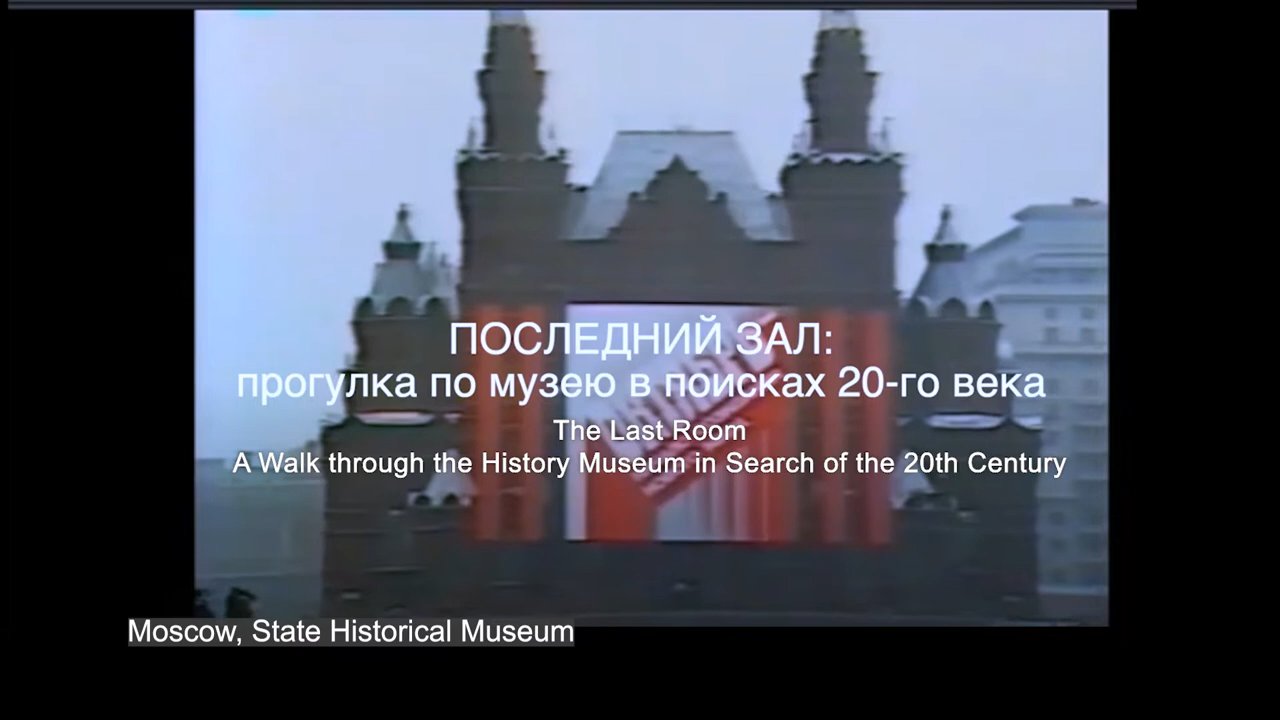 ПОСЛЕДНИЙ ЗАЛ:
прогулка по музею в поисках 20-го века
The Last Room
A Walk through the History Museum in Search of the 20th Century
Moscow, State Historical Museum